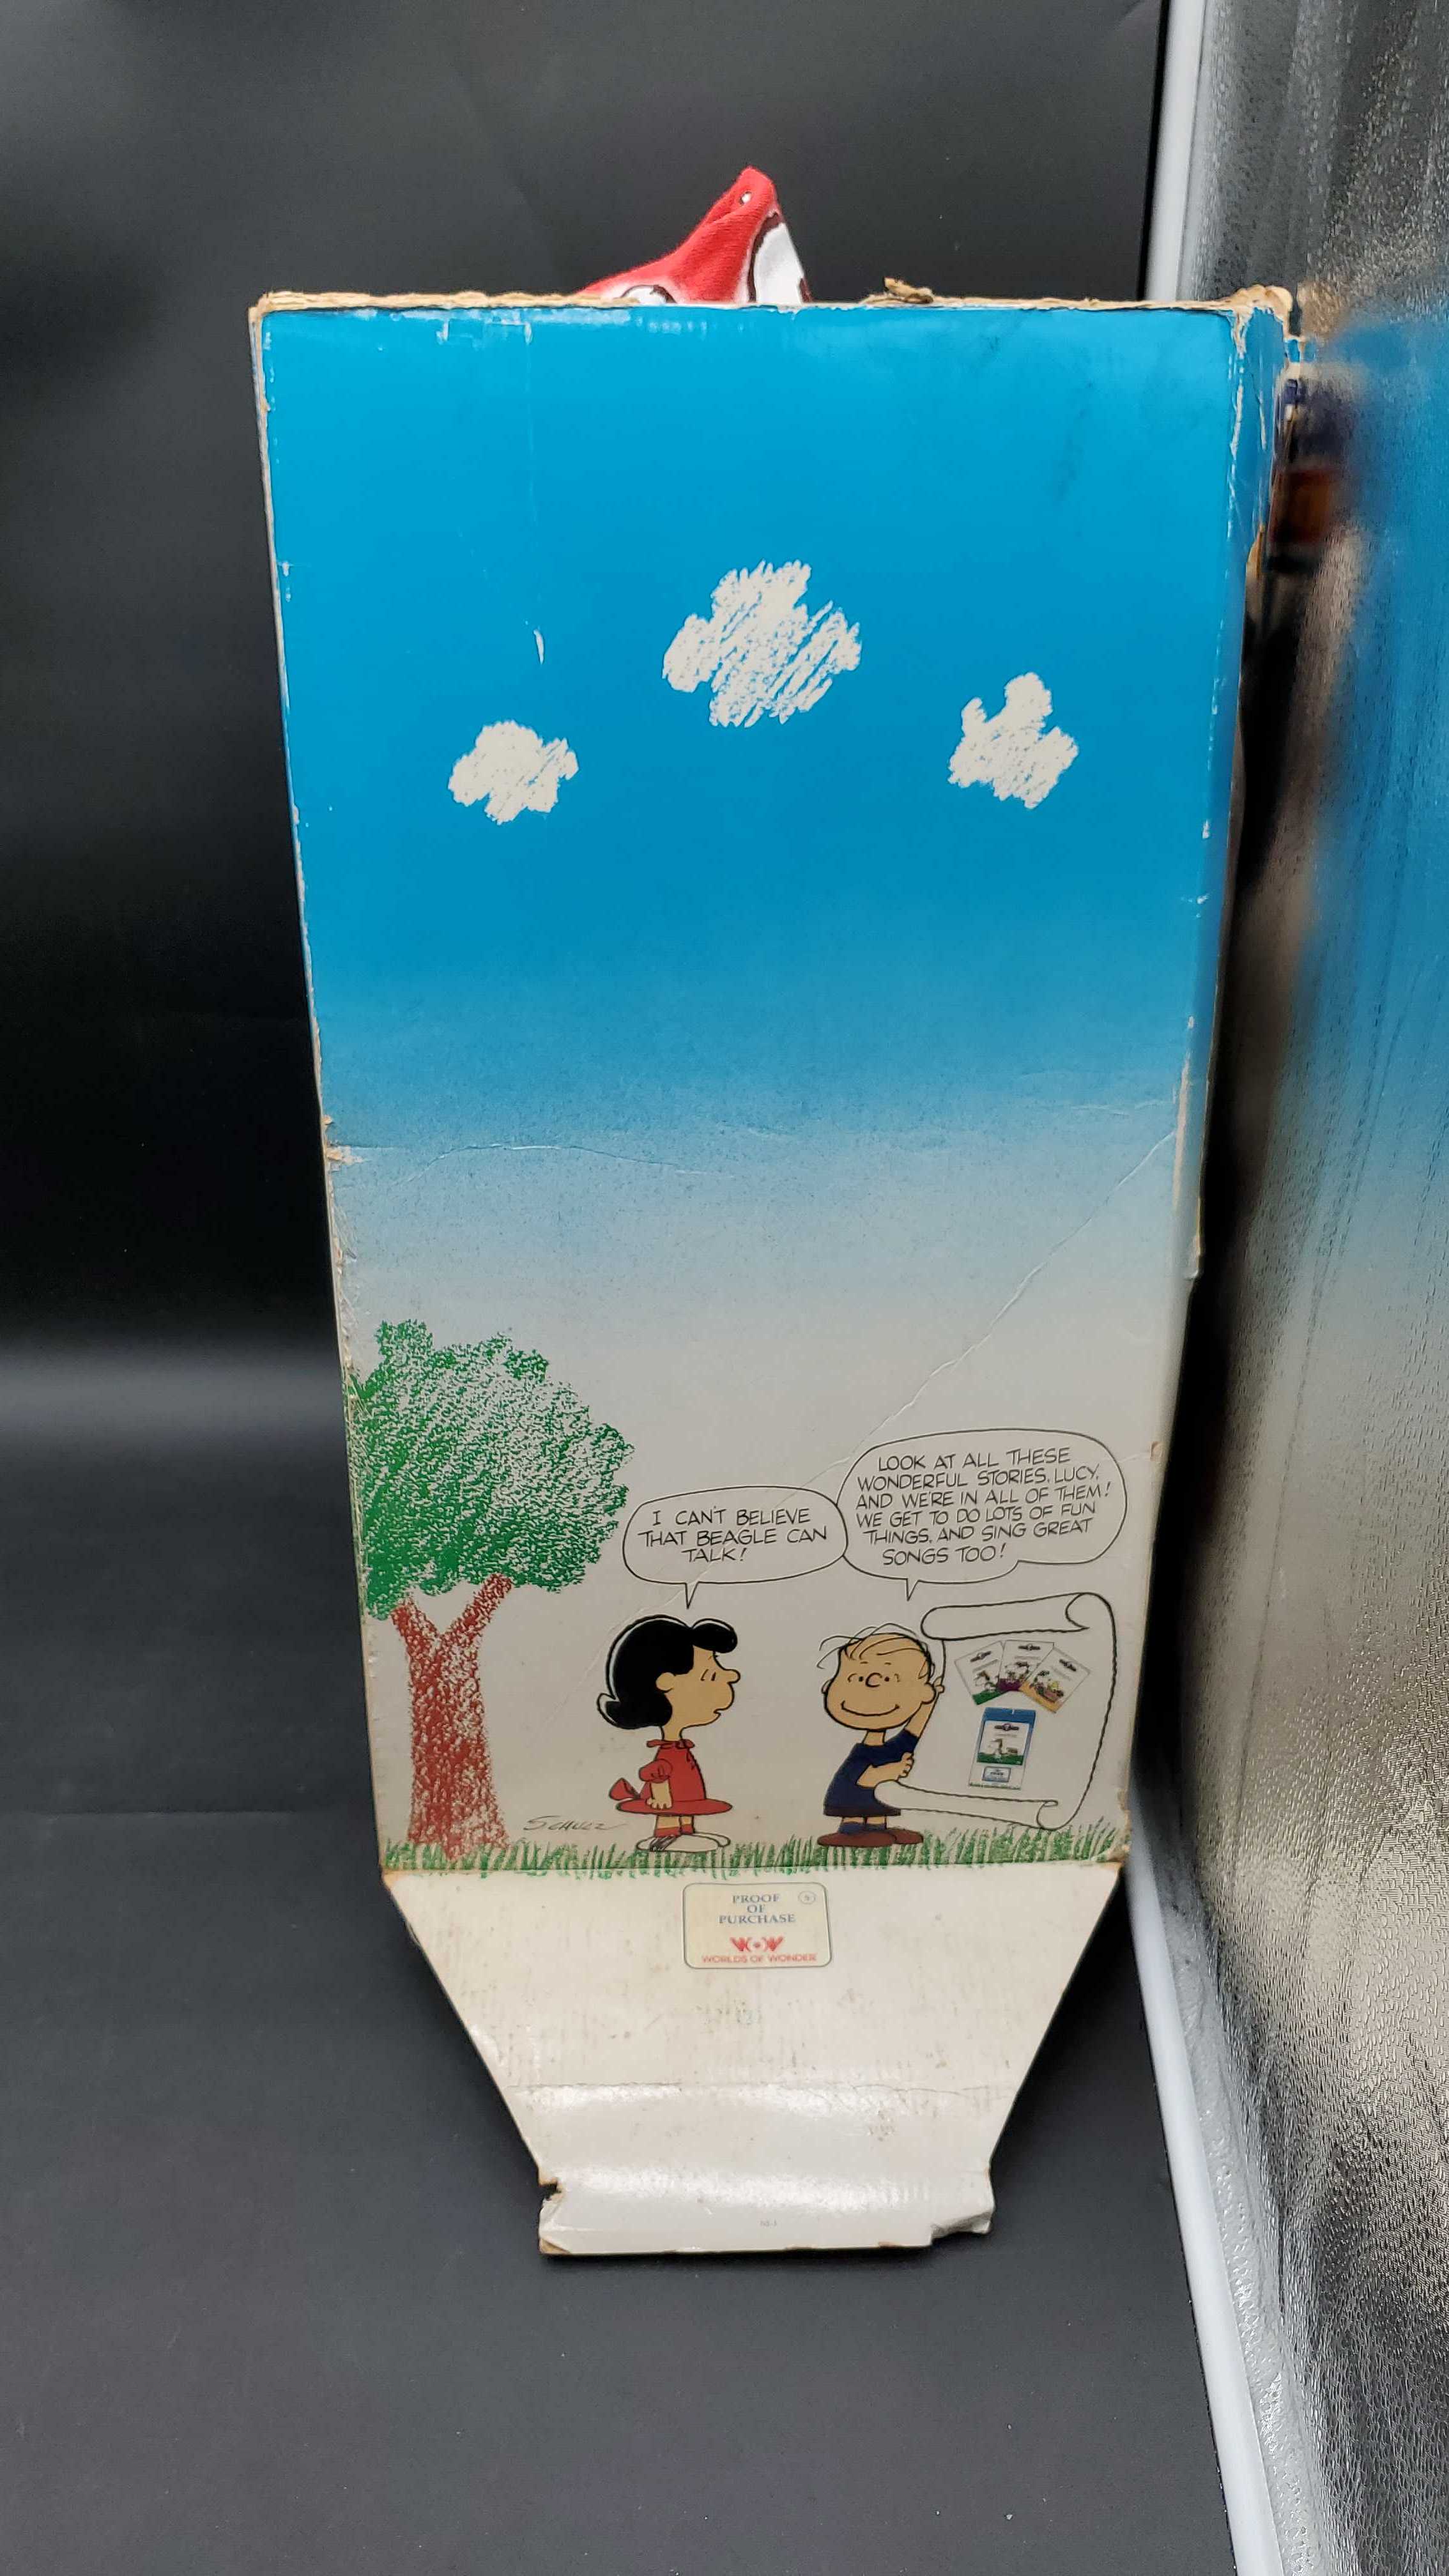 I CAN'T BELIEVE
THAT BEAGLE CAN
TALK!
LOOK AT ALL THESE
WONDERFUL STORIES, LUCY,
AND WE'RE IN ALL OF THEM!
WE GET TO DO LOTS OF FUN
THINGS, AND SING GREAT
SONGS TOO!
SCHULZ
PROOF
OF
PURCHASE
WOW
WORLDS OF WONDER